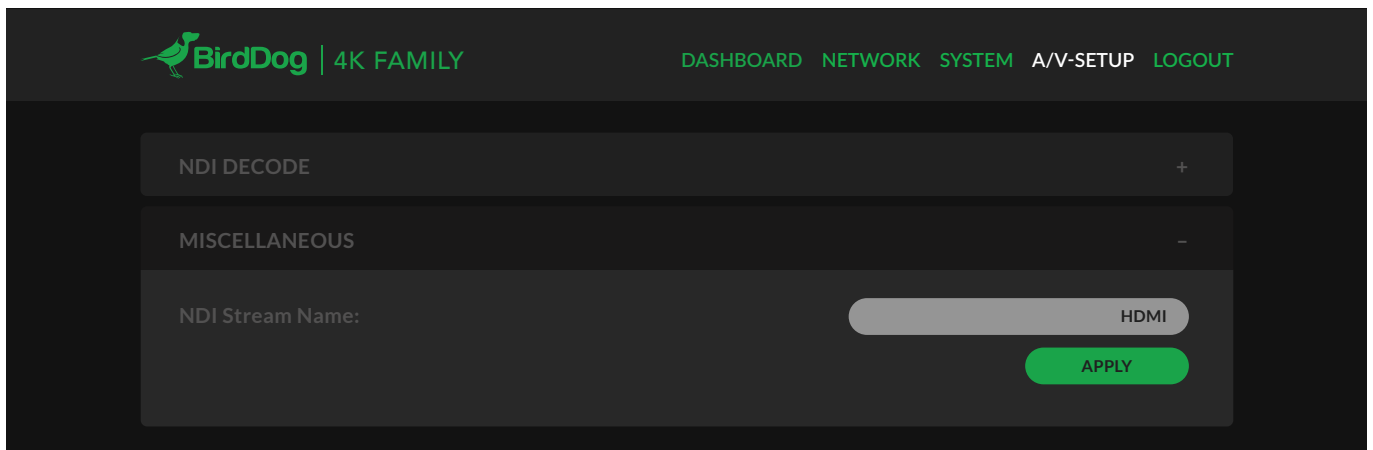 BirdDog | 4K FAMILY
DASHBOARD NETWORK SYSTEM A/V-SETUP LOGOUT
NDI DECODE +
MISCELLANEOUS –
NDI Stream Name: HDMI
APPLY